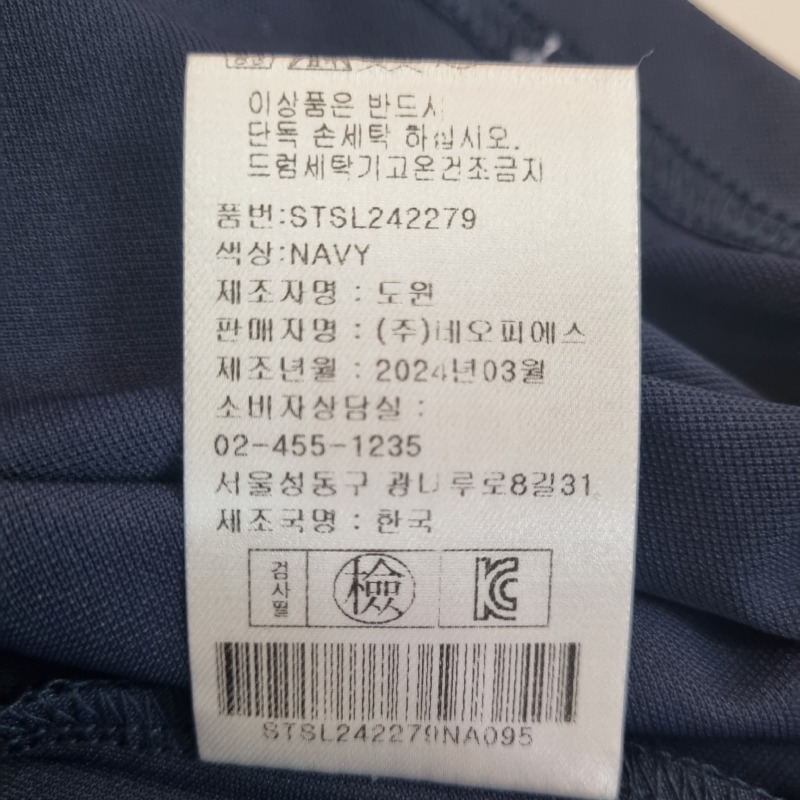 이상품은 반드시
단독 손세탁 하십시오.
드럼세탁기고온건조금지
품번:STSL242279
색상:NAVY
제조자명 : 도원
판매자명 : (주)네오피에스
제조년월 : 2024년03월
소비자상담실 :
02-455-1235
서울성동구 광나루로8길31
제조국명 : 한국
검사필
檢
KC
STSL242279NA095